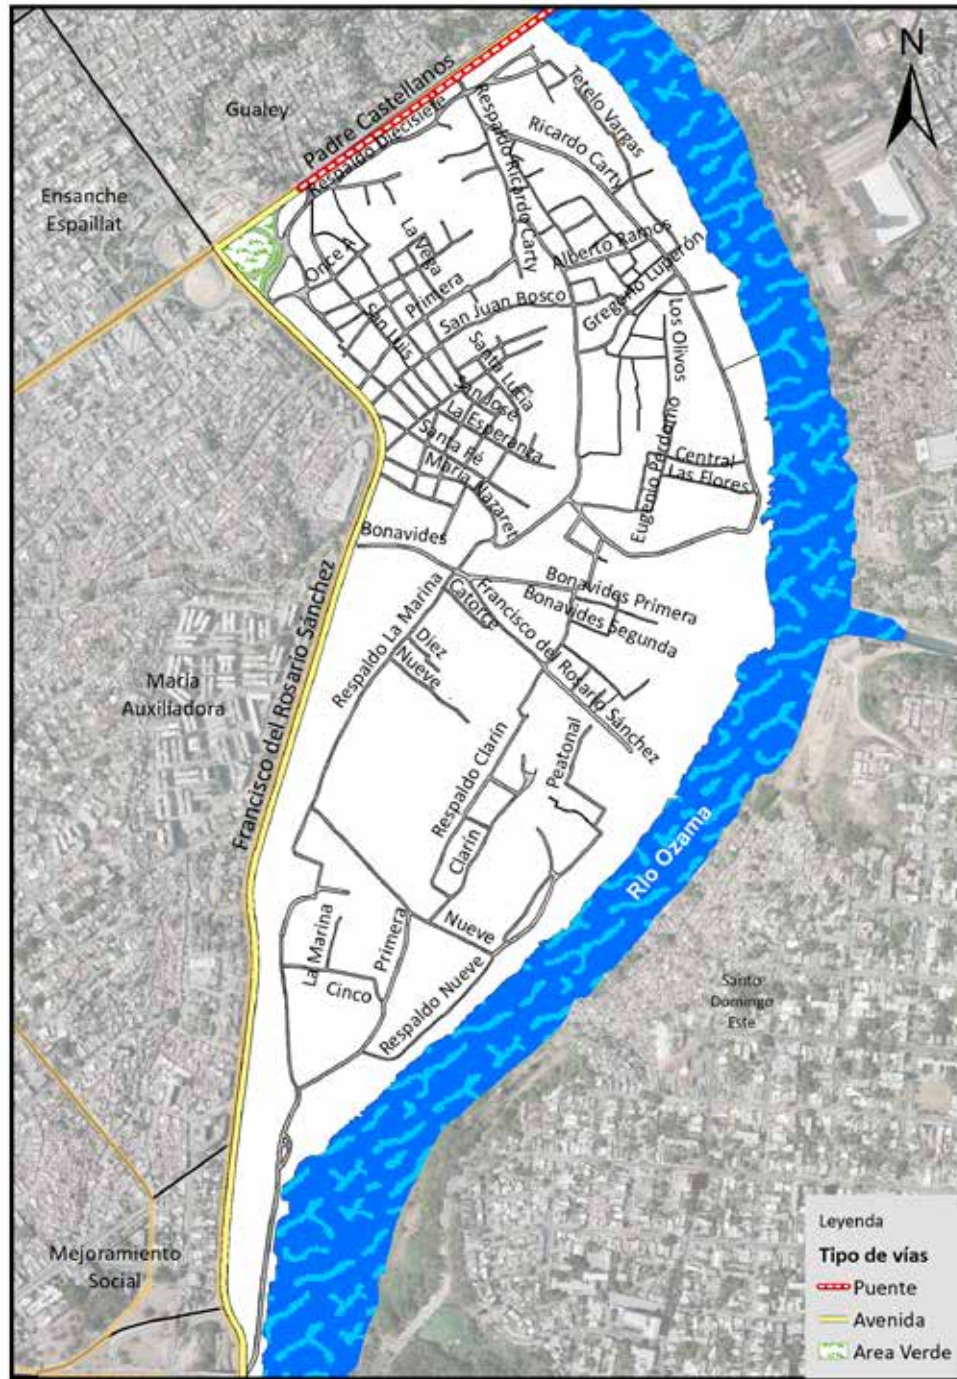 N
Gualey
Padre Castellanos
Respaldo Diecisiete
Tetelo Vargas
Ricardo Carty
Respaldo Ricardo Carty
Ensanche
Espaillat
Once A
La Vega
Primera
Alberto Ramos
Gregorio Luperón
San Juan Bosco
San Luis
Los Olivos
Santa Lucía
San José
La Esperanza
Santa Fé
María Nazaret
Eugenio Perdomo
Central
Las Flores
Bonavides
Bonavides Primera
Bonavides Segunda
Catorce
Francisco del Rosario Sánchez
Respaldo La Marina
Diez
Nueve
Francisco del Rosario Sánchez
María
Auxiliadora
Respaldo Clarín
Peatonal
Clarín
Río Ozama
La Marina
Primera
Nueve
Cinco
Respaldo Nueve
Santo
Domingo
Este
Mejoramiento
Social
Leyenda
Tipo de vías
Puente
Avenida
Area Verde